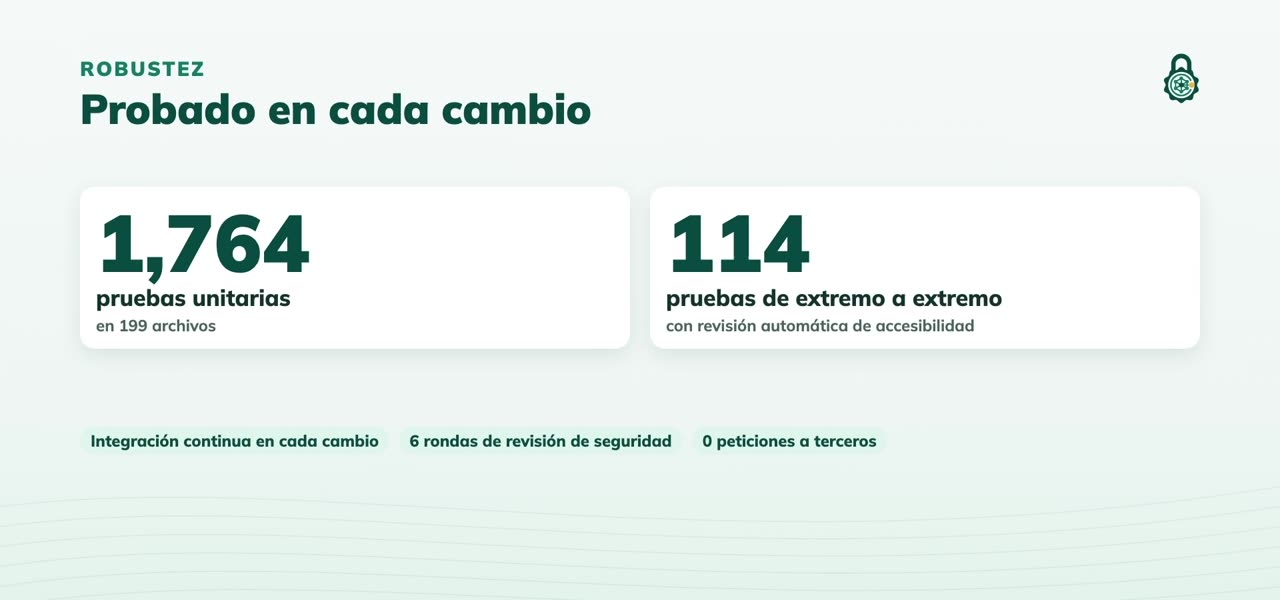 ROBUSTEZ
Probado en cada cambio
1,764
pruebas unitarias
en 199 archivos
114
pruebas de extremo a extremo
con revisión automática de accesibilidad
Integración continua en cada cambio
6 rondas de revisión de seguridad
0 peticiones a terceros